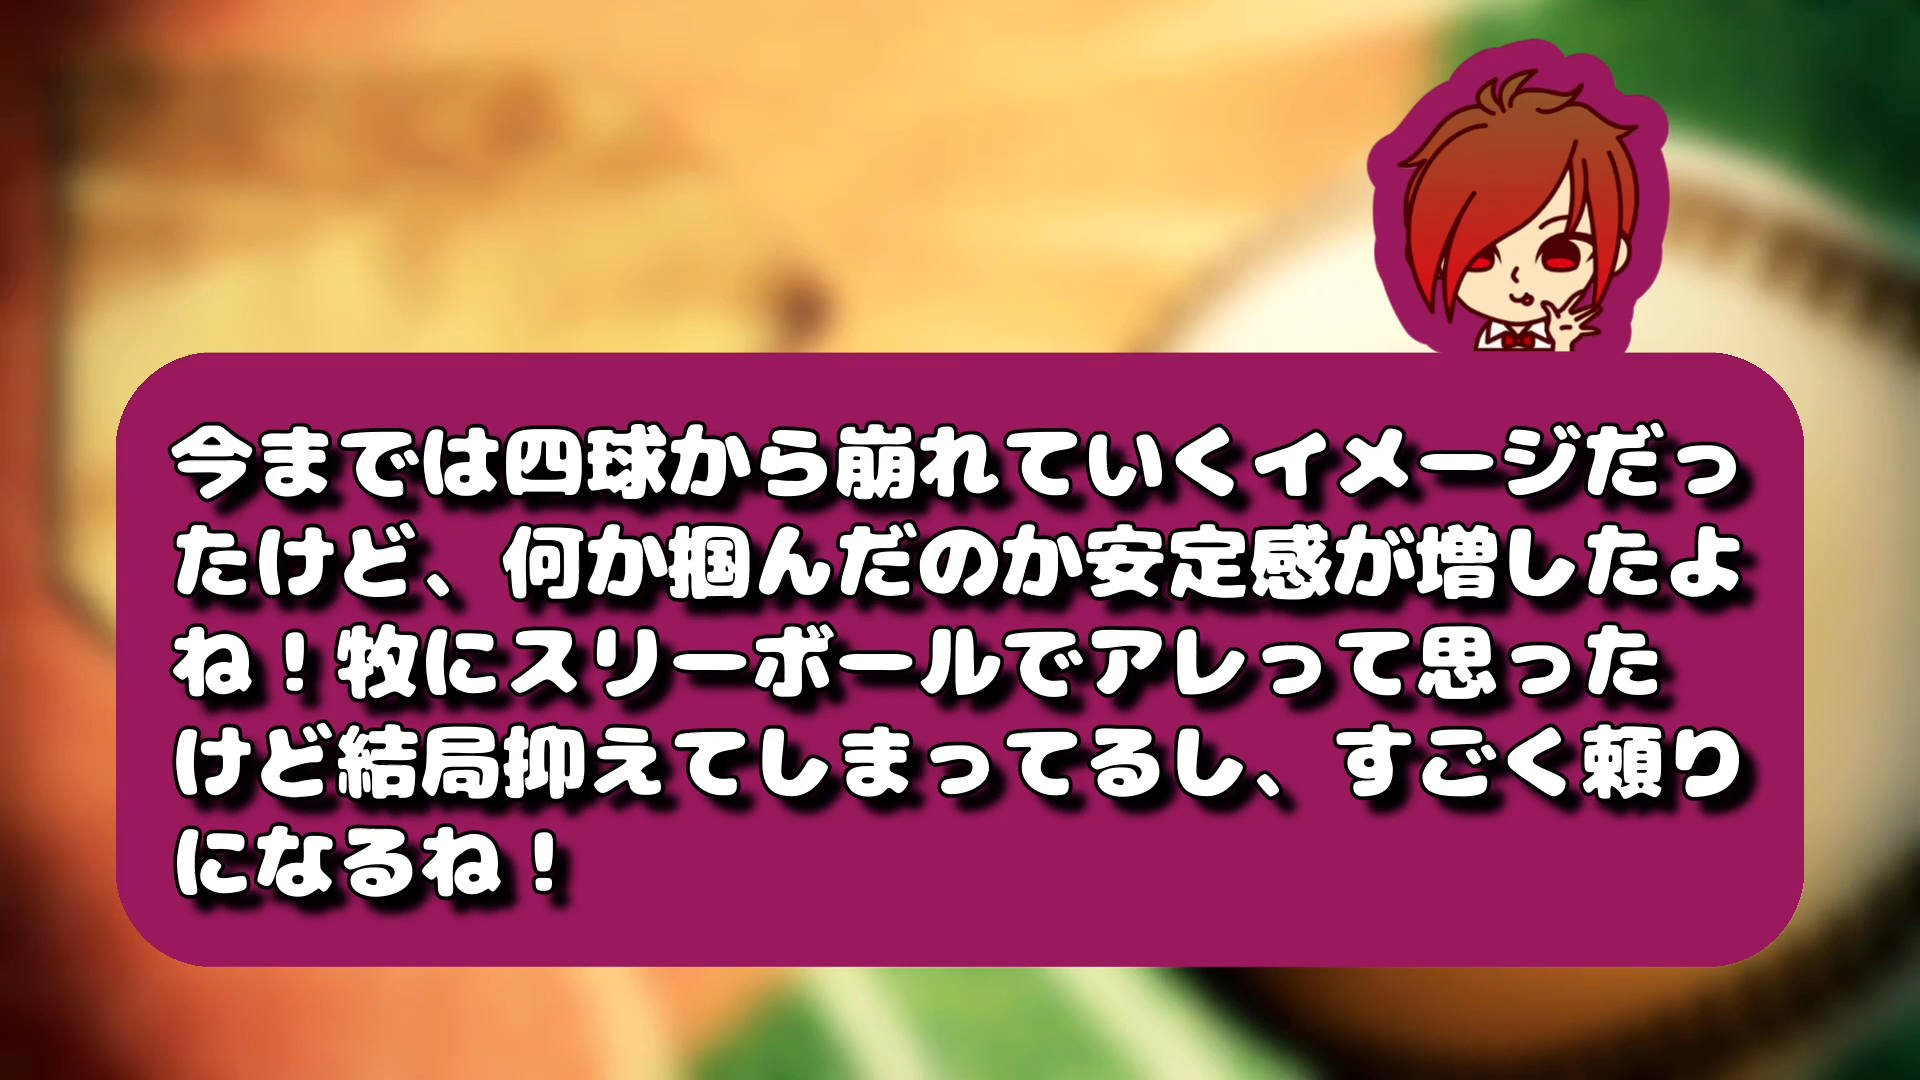 今までは四球から崩れていくイメージだっ
たけど、何か掴んだのか安定感が増したよ
ね！牧にスリーボールでアレって思った
けど結局抑えてしまってるし、すごく頼り
になるね！